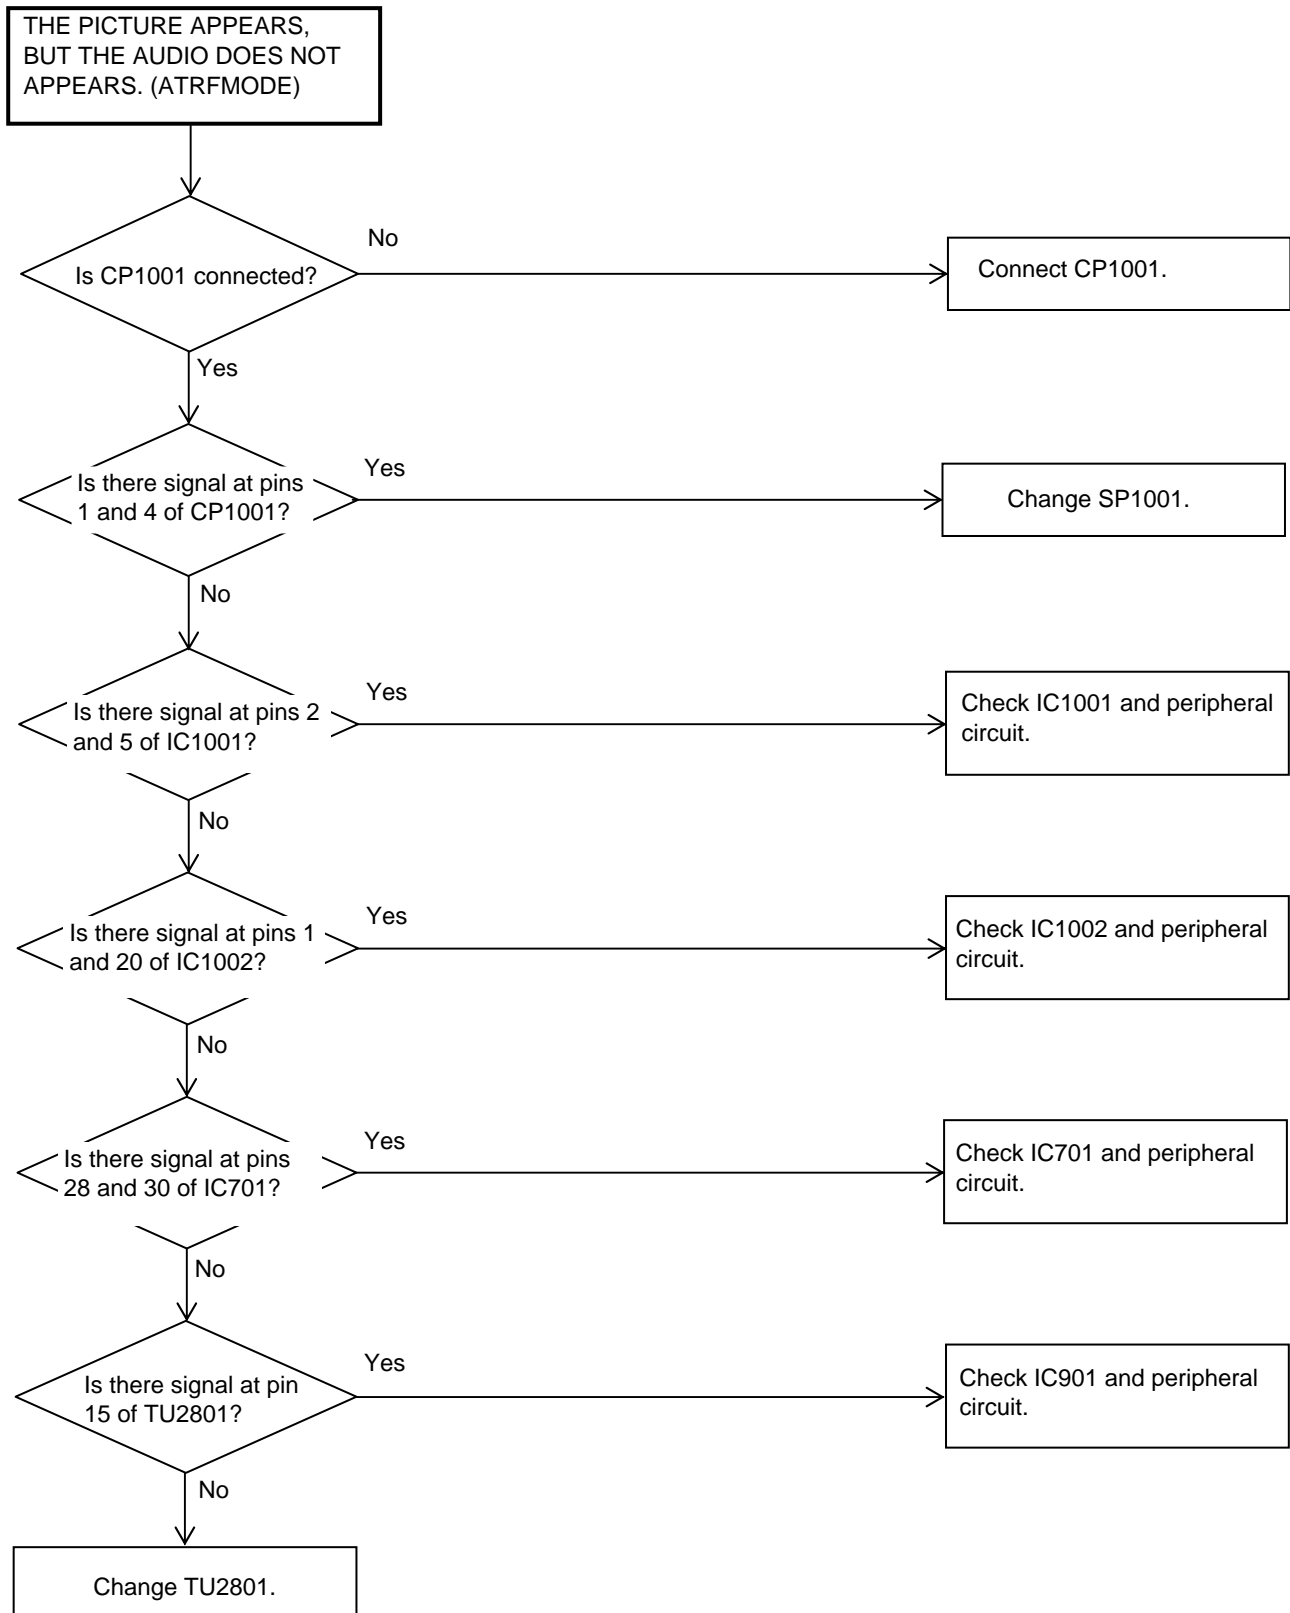 THE PICTURE APPEARS,
BUT THE AUDIO DOES NOT
APPEARS. (ATRFMODE)
No
Is CP1001 connected?
Connect CP1001.
Yes
Yes
Is there signal at pins
1 and 4 of CP1001?
Change SP1001.
No
Yes
Is there signal at pins 2
and 5 of IC1001?
Check IC1001 and peripheral
circuit.
No
Yes
Is there signal at pins 1
and 20 of IC1002?
Check IC1002 and peripheral
circuit.
No
Yes
Is there signal at pins
28 and 30 of IC701?
Check IC701 and peripheral
circuit.
No
Yes
Is there signal at pin
15 of TU2801?
Check IC901 and peripheral
circuit.
No
Change TU2801.